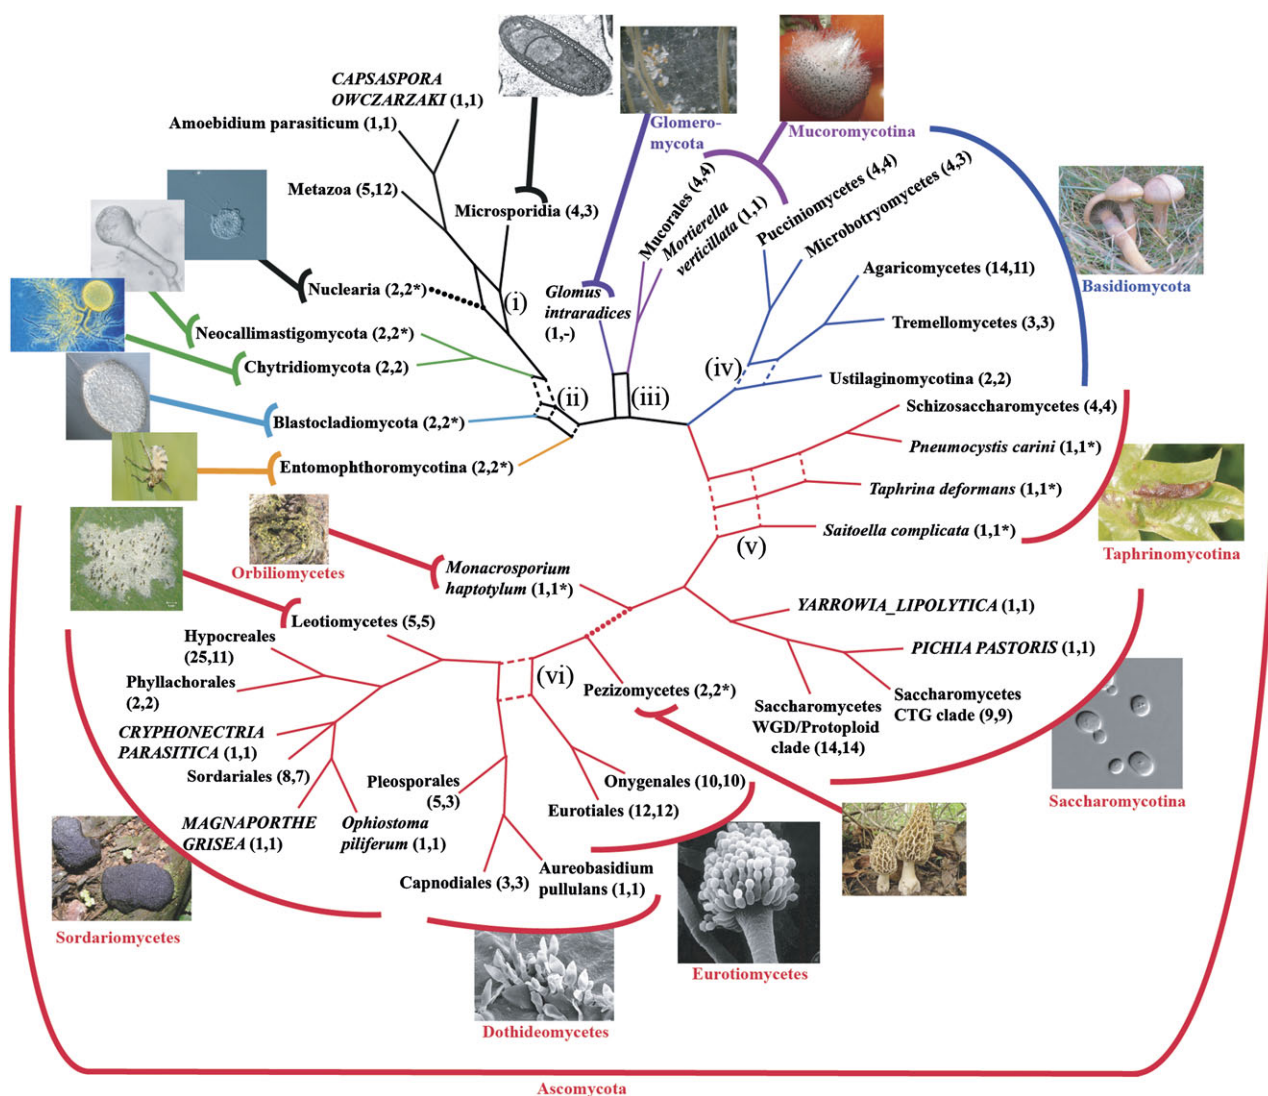 CAPSASPORA
OWCZARZAKI (1,1)
Amoebidium parasiticum (1,1)
Metazoa (5,12)
Microsporidia (4,3)
Glomero-
mycota
Mucoromycotina
Mucorales (4,4)
Mortierella
verticillata (1,1)
Pucciniomycetes (4,4)
Microbotryomycetes (4,3)
Agaricomycetes (14,11)
Basidiomycota
Nuclearia (2,2*)
(i)
Glomus
intraradices
(1,-)
Tremellomycetes (3,3)
Neocallimastigomycota (2,2*)
Chytridiomycota (2,2)
(iv)
Ustilaginomycotina (2,2)
(ii)
(iii)
Schizosaccharomycetes (4,4)
Blastocladiomycota (2,2*)
Pneumocystis carini (1,1*)
Entomophthoromycotina (2,2*)
Taphrina deformans (1,1*)
Saitoella complicata (1,1*)
(v)
Taphrinomycotina
Orbiliomycetes
Monacrosporium
haptotylum (1,1*)
YARROWIA_LIPOLYTICA (1,1)
Leotiomycetes (5,5)
Hypocreales
(25,11)
PICHIA PASTORIS (1,1)
(vi)
Phyllachorales
(2,2)
Pezizomycetes (2,2*)
Saccharomycetes
CTG clade (9,9)
Saccharomycetes
WGD/Protoploid
clade (14,14)
CRYPHONECTRIA
PARASITICA (1,1)
Sordariales (8,7)
Pleosporales
(5,3)
Onygenales (10,10)
Saccharomycotina
Eurotiales (12,12)
MAGNAPORTHE
GRISEA (1,1)
Ophiostoma
piliferum (1,1)
Capnodiales (3,3)
Aureobasidium
pullulans (1,1)
Sordariomycetes
Eurotiomycetes
Dothideomycetes
Ascomycota